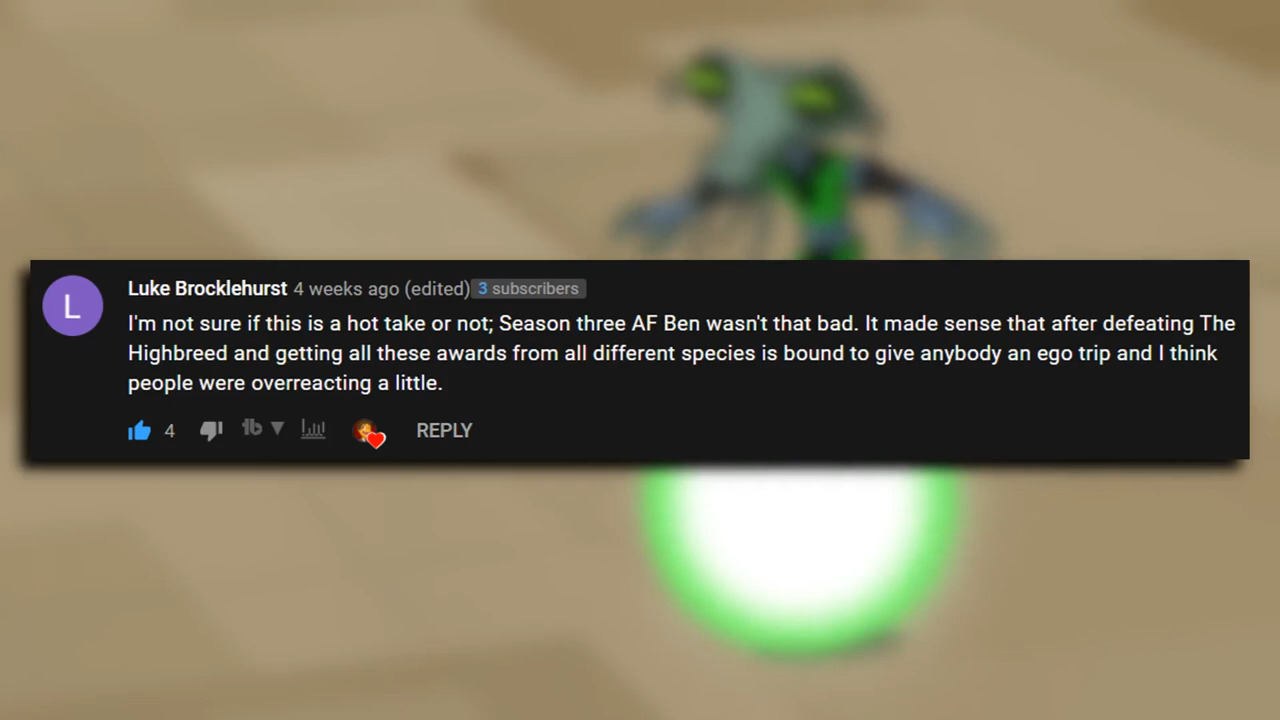 L
Luke Brocklehurst 4 weeks ago (edited) 3 subscribers
I'm not sure if this is a hot take or not; Season three AF Ben wasn't that bad. It made sense that after defeating The
Highbreed and getting all these awards from all different species is bound to give anybody an ego trip and I think
people were overreacting a little.
4 tb REPLY